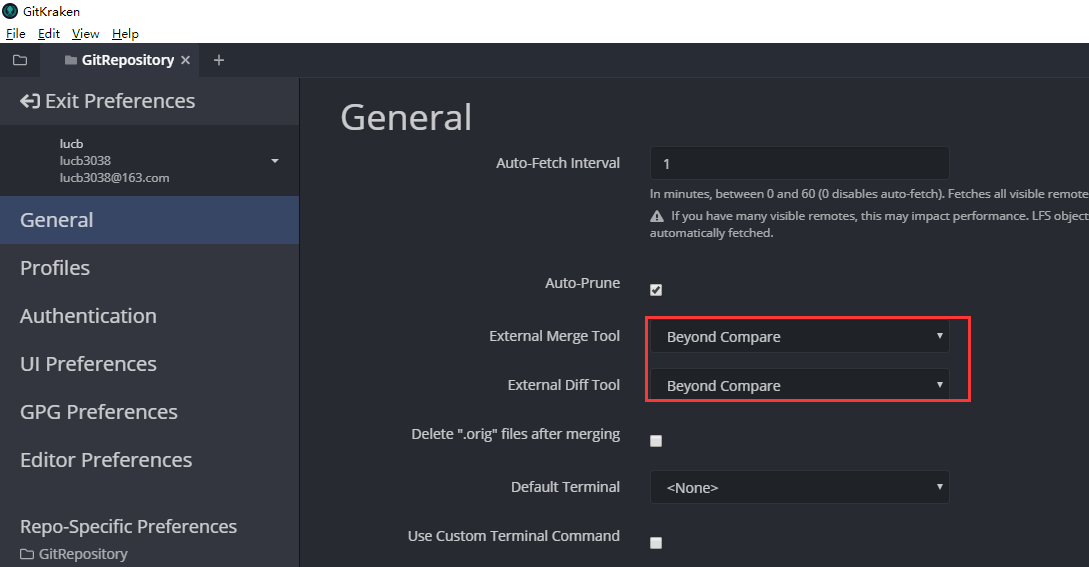 GitKraken
File Edit View Help
GitRepository
Exit Preferences
lucb
lucb3038
lucb3038@163.com
General
Profiles
Authentication
UI Preferences
GPG Preferences
Editor Preferences
Repo-Specific Preferences
GitRepository
General
Auto-Fetch Interval 1
In minutes, between 0 and 60 (0 disables auto-fetch). Fetches all visible remote
If you have many visible remotes, this may impact performance. LFS object
automatically fetched.
Auto-Prune
External Merge Tool Beyond Compare
External Diff Tool Beyond Compare
Delete ".orig" files after merging
Default Terminal <None>
Use Custom Terminal Command